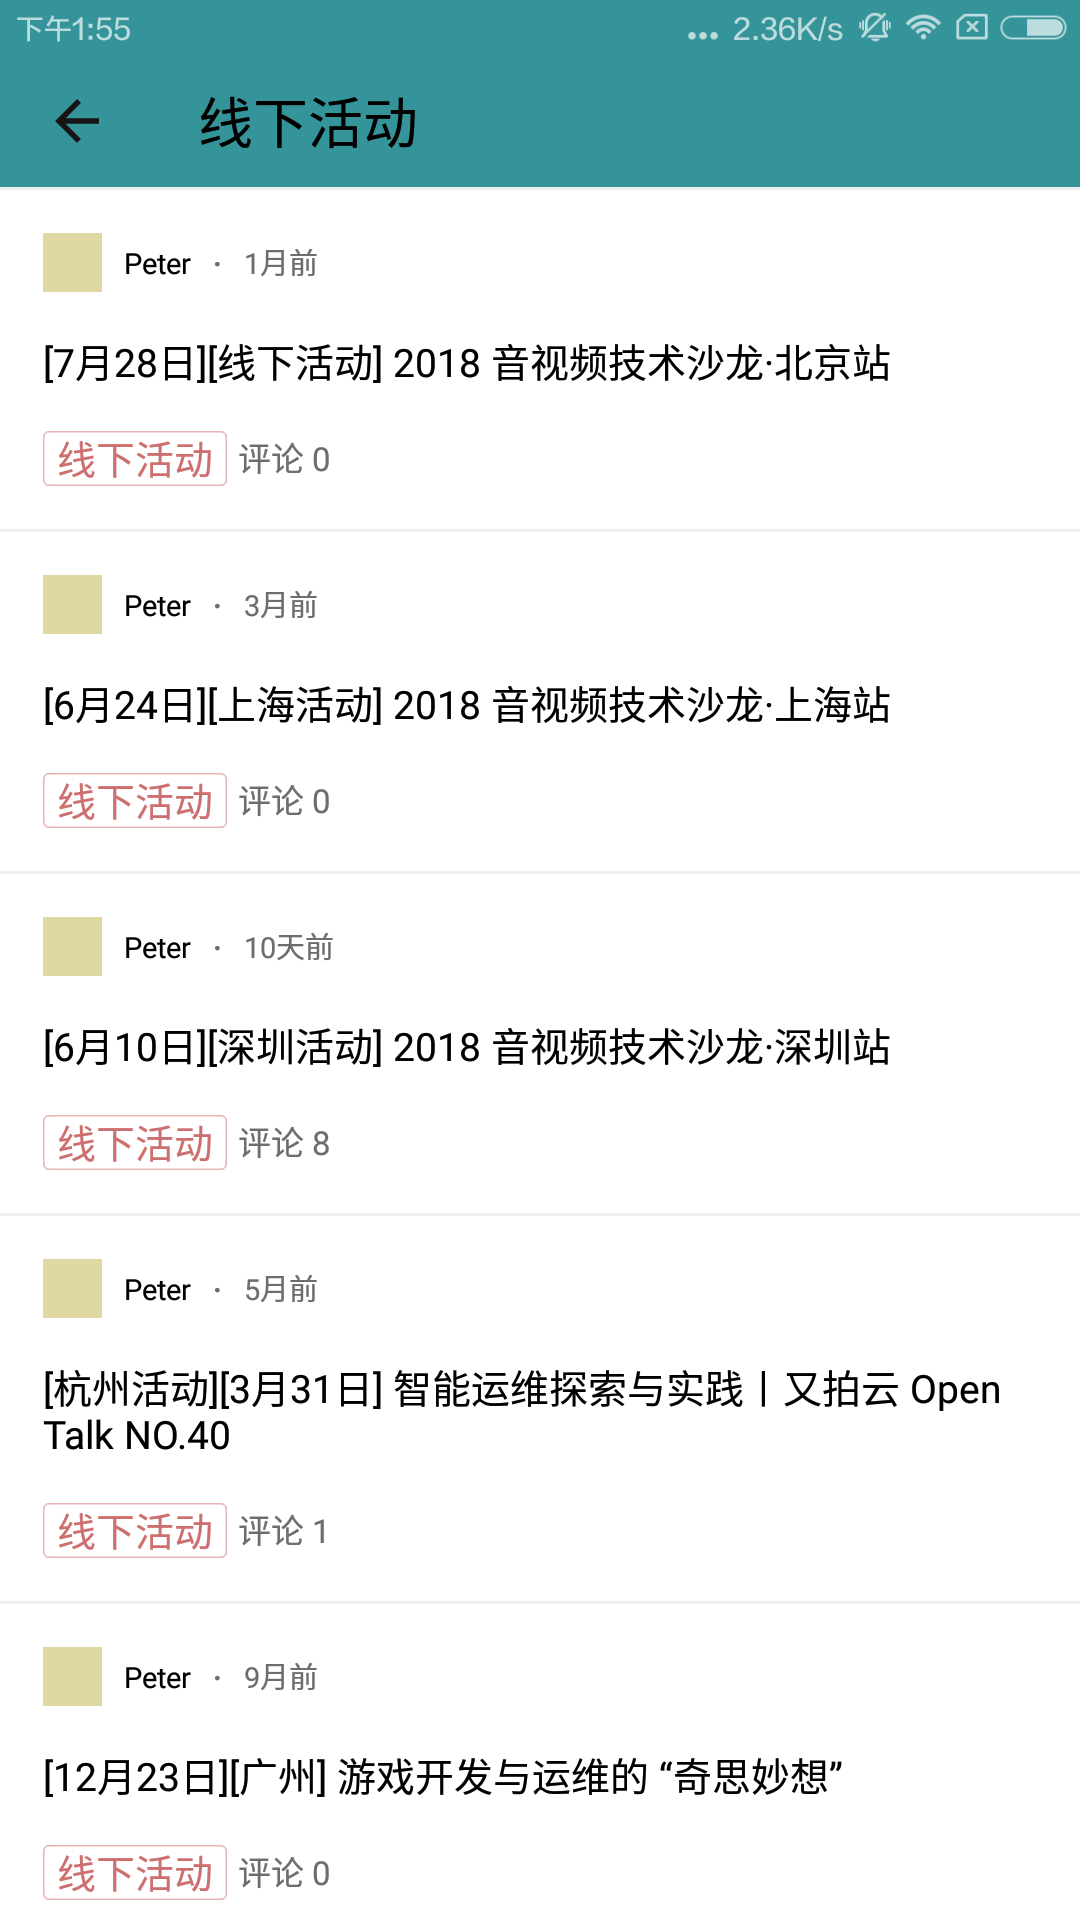 下午1:55
... 2.36K/s
线下活动
Peter · 1月前
[7月28日][线下活动] 2018 音视频技术沙龙·北京站
线下活动 评论 0
Peter · 3月前
[6月24日][上海活动] 2018 音视频技术沙龙·上海站
线下活动 评论 0
Peter · 10天前
[6月10日][深圳活动] 2018 音视频技术沙龙·深圳站
线下活动 评论 8
Peter · 5月前
[杭州活动][3月31日] 智能运维探索与实践丨又拍云 Open
Talk NO.40
线下活动 评论 1
Peter · 9月前
[12月23日][广州] 游戏开发与运维的 “奇思妙想”
线下活动 评论 0